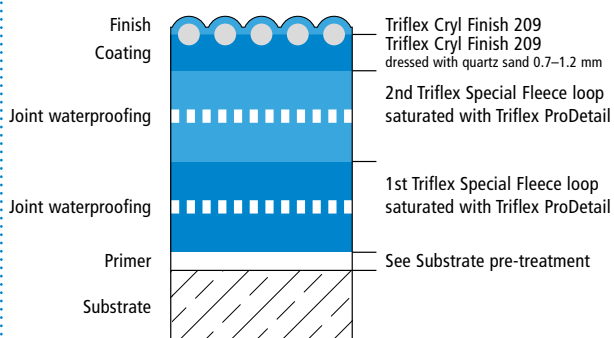 Finish
Triflex Cryl Finish 209
Coating
Triflex Cryl Finish 209
dressed with quartz sand 0.7–1.2 mm
Joint waterproofing
2nd Triflex Special Fleece loop
saturated with Triflex ProDetail
Joint waterproofing
1st Triflex Special Fleece loop
saturated with Triflex ProDetail
Primer
See Substrate pre-treatment
Substrate